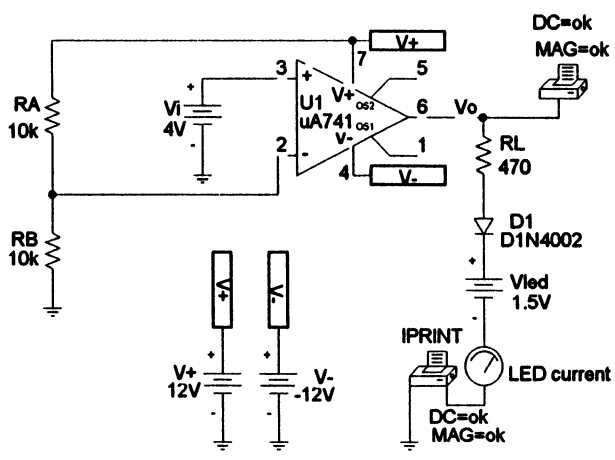 DC=ok
MAG=ok
V+
7
3
+
5
+
V+
OS2
RA
10k
Vi
4V
-
U1
uA741
OS1
6
Vo
2
-
V-
1
4
V-
RL
470
RB
10k
D1
D1N4002
V+
V-
+
Vled
1.5V
-
IPRINT
+
+
V+
12V
-
V-
-12V
-
LED current
DC=ok
MAG=ok